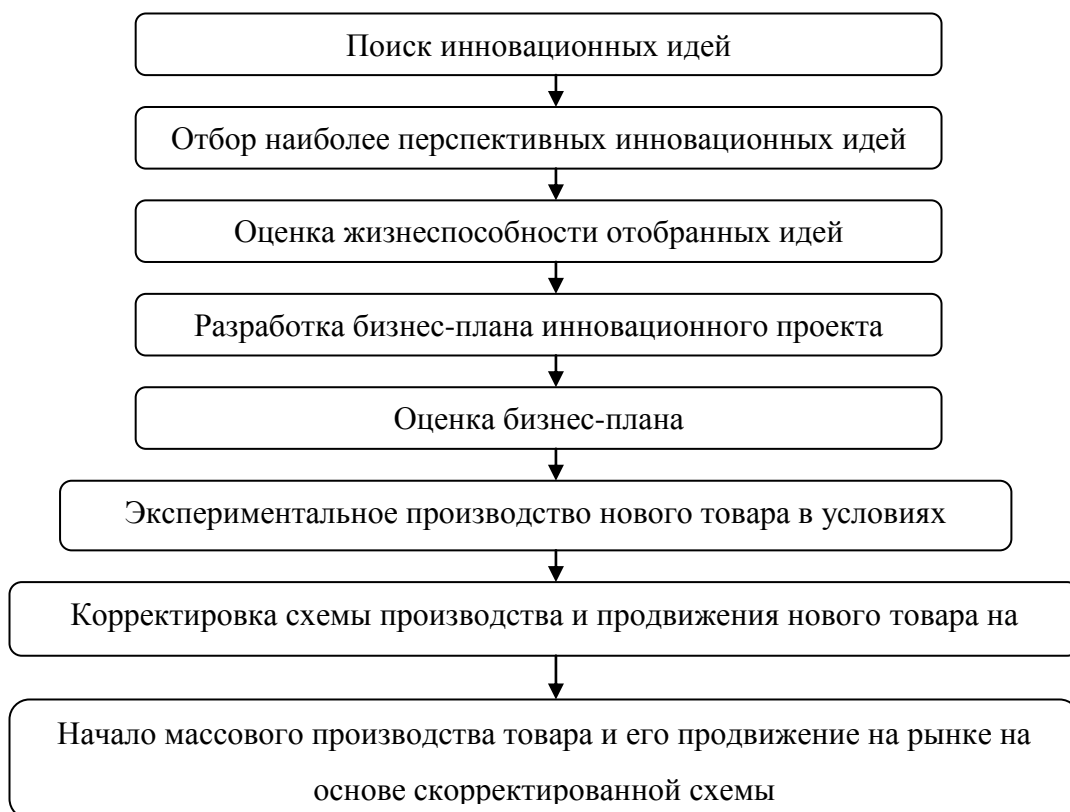 Поиск инновационных идей
Отбор наиболее перспективных инновационных идей
Оценка жизнеспособности отобранных идей
Разработка бизнес-плана инновационного проекта
Оценка бизнес-плана
Экспериментальное производство нового товара в условиях
Корректировка схемы производства и продвижения нового товара на
Начало массового производства товара и его продвижение на рынке на
основе скорректированной схемы